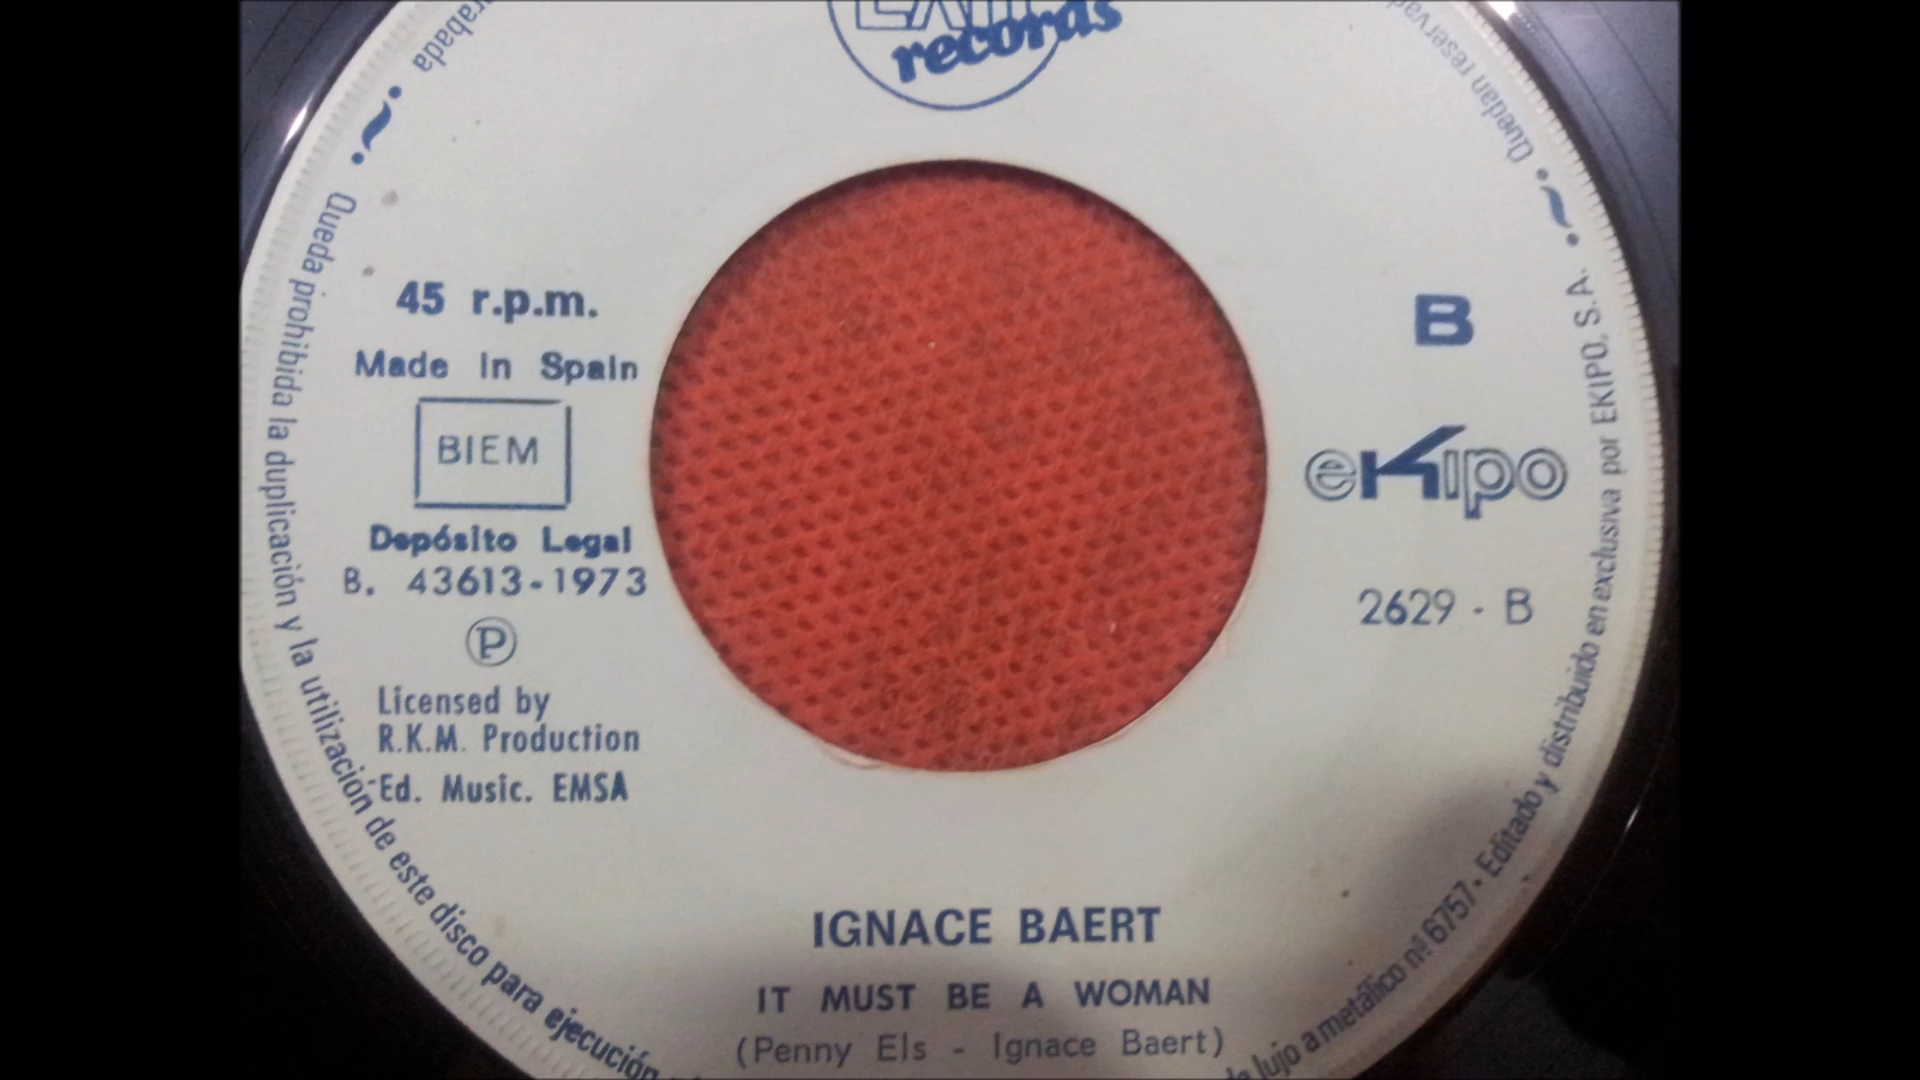 records
45 r.p.m.
Made in Spain
BIEM
Depósito Legal
B. 43613-1973
Ⓟ
Licensed by
R.K.M. Production
Ed. Music. EMSA
B
ekipo
2629 - B
IGNACE BAERT
IT MUST BE A WOMAN
(Penny Els - Ignace Baert)
Queda prohibida la duplicación y la utilización de este disco para ejecución
de lujo a metálico nº 6757 · Editado y distribuido en exclusiva por EKIPO, S.A.
Quedan